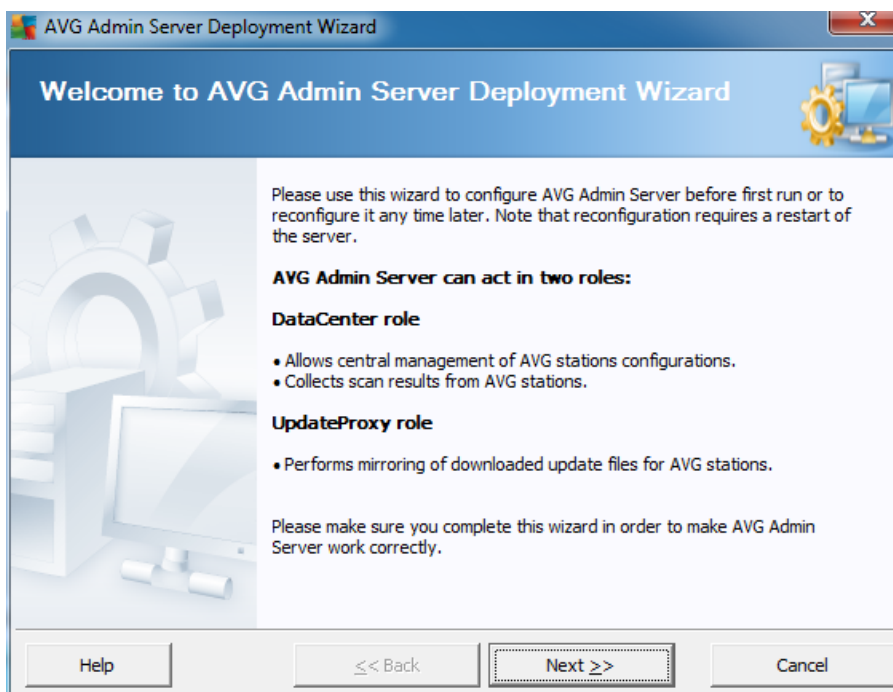 AVG Admin Server Deployment Wizard
x
Welcome to AVG Admin Server Deployment Wizard
Please use this wizard to configure AVG Admin Server before first run or to
reconfigure it any time later. Note that reconfiguration requires a restart of
the server.
AVG Admin Server can act in two roles:
DataCenter role
• Allows central management of AVG stations configurations.
• Collects scan results from AVG stations.
UpdateProxy role
• Performs mirroring of downloaded update files for AVG stations.
Please make sure you complete this wizard in order to make AVG Admin
Server work correctly.
Help
<< Back
Next >>
Cancel